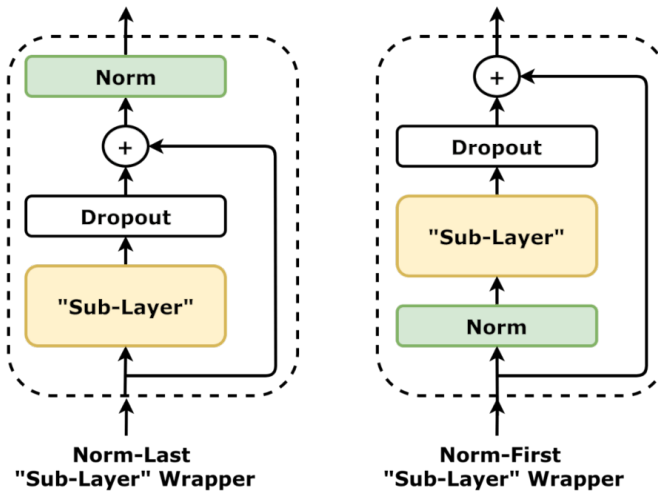 Norm
+
Dropout
"Sub-Layer"
Norm-Last
"Sub-Layer" Wrapper
+
Dropout
"Sub-Layer"
Norm
Norm-First
"Sub-Layer" Wrapper